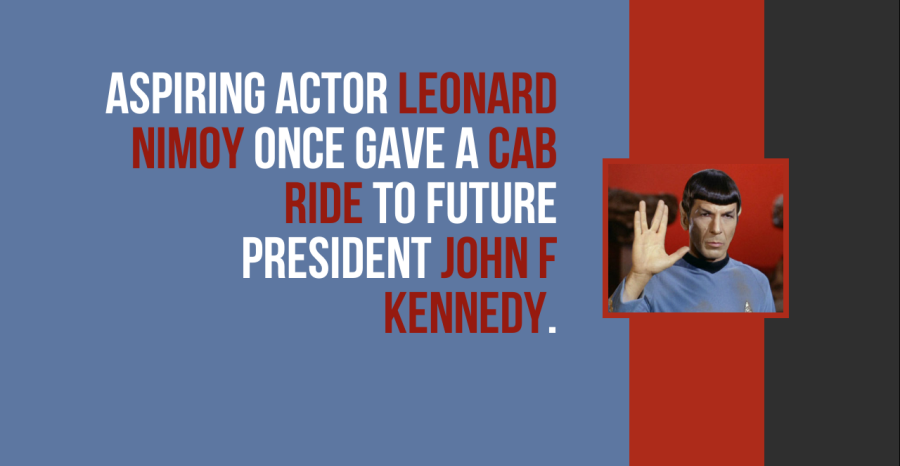 ASPIRING ACTOR LEONARD
NIMOY ONCE GAVE A CAB
RIDE TO FUTURE
PRESIDENT JOHN F
KENNEDY.